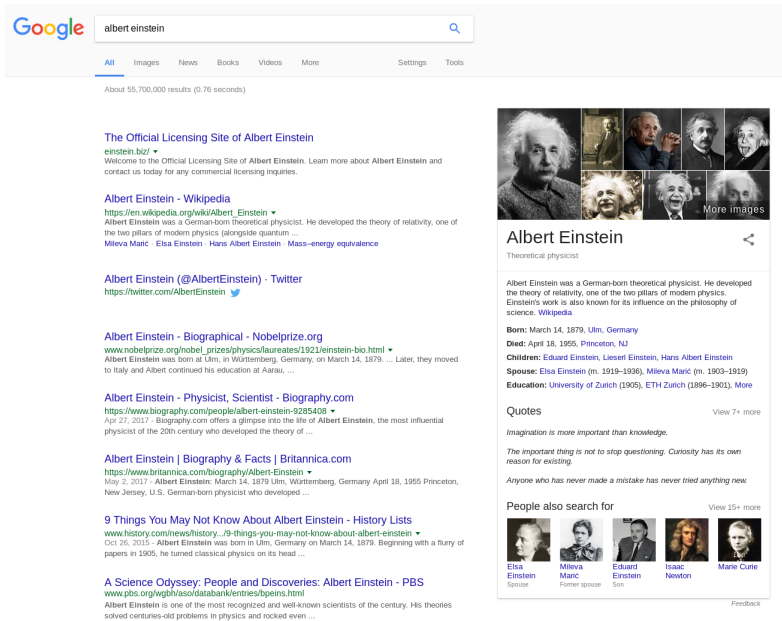 Google
albert einstein
All Images News Books Videos More Settings Tools
About 55,700,000 results (0.76 seconds)
The Official Licensing Site of Albert Einstein
einstein.biz/
Welcome to the Official Licensing Site of Albert Einstein. Learn more about Albert Einstein and
contact us today for any commercial licensing inquiries.
Albert Einstein - Wikipedia
https://en.wikipedia.org/wiki/Albert_Einstein
Albert Einstein was a German-born theoretical physicist. He developed the theory of relativity, one of
the two pillars of modern physics (alongside quantum ...
Mileva Marić · Elsa Einstein · Hans Albert Einstein · Mass–energy equivalence
Albert Einstein (@AlbertEinstein) · Twitter
https://twitter.com/AlbertEinstein
Albert Einstein - Biographical - Nobelprize.org
www.nobelprize.org/nobel_prizes/physics/laureates/1921/einstein-bio.html
Albert Einstein was born at Ulm, in Württemberg, Germany, on March 14, 1879. ... Later, they moved
to Italy and Albert continued his education at Aarau, ...
Albert Einstein - Physicist, Scientist - Biography.com
https://www.biography.com/people/albert-einstein-9285408
Apr 27, 2017 - Biography.com offers a glimpse into the life of Albert Einstein, the most influential
physicist of the 20th century who developed the theory of ...
Albert Einstein | Biography & Facts | Britannica.com
https://www.britannica.com/biography/Albert-Einstein
May 2, 2017 - Albert Einstein: March 14, 1879 Ulm, Württemberg, Germany April 18, 1955 Princeton,
New Jersey, U.S. German-born physicist who developed ...
9 Things You May Not Know About Albert Einstein - History Lists
www.history.com/news/history.../9-things-you-may-not-know-about-albert-einstein
Oct 26, 2015 - Albert Einstein was born in Ulm, Germany on March 14, 1879. Beginning with a flurry of
papers in 1905, he turned classical physics on its head ...
A Science Odyssey: People and Discoveries: Albert Einstein - PBS
www.pbs.org/wgbh/aso/databank/entries/bpeins.html
Albert Einstein is one of the most recognized and well-known scientists of the century. His theories
solved centuries-old problems in physics and rocked even ...
More images
Albert Einstein
Theoretical physicist
Albert Einstein was a German-born theoretical physicist. He developed
the theory of relativity, one of the two pillars of modern physics.
Einstein's work is also known for its influence on the philosophy of
science. Wikipedia
Born: March 14, 1879, Ulm, Germany
Died: April 18, 1955, Princeton, NJ
Children: Eduard Einstein, Lieserl Einstein, Hans Albert Einstein
Spouse: Elsa Einstein (m. 1919–1936), Mileva Marić (m. 1903–1919)
Education: University of Zurich (1905), ETH Zurich (1896–1901), More
Quotes View 7+ more
Imagination is more important than knowledge.
The important thing is not to stop questioning. Curiosity has its own
reason for existing.
Anyone who has never made a mistake has never tried anything new.
People also search for View 15+ more
Elsa Einstein
Spouse
Mileva Marić
Former spouse
Eduard Einstein
Son
Isaac Newton
Marie Curie
Feedback